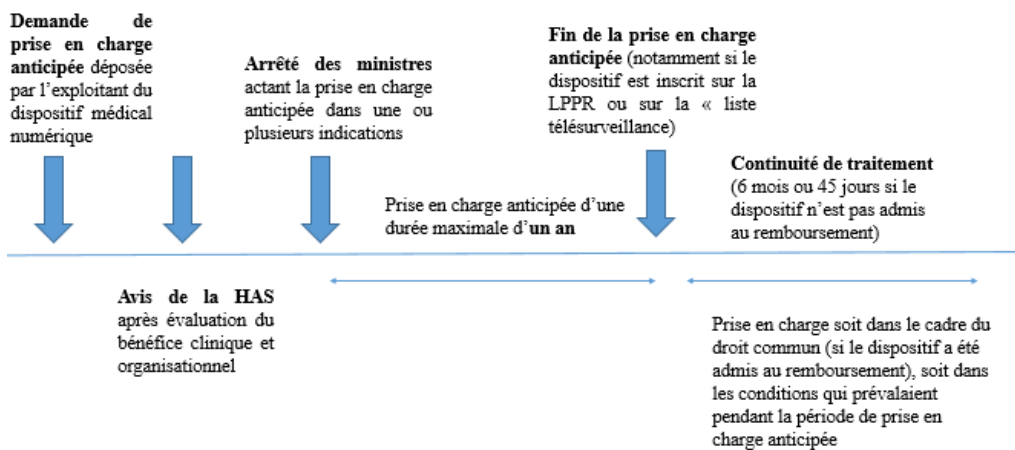 Demande de
prise en charge
anticipée déposée
par l'exploitant du
dispositif médical
numérique
Arrêté des ministres
actant la prise en charge
anticipée dans une ou
plusieurs indications
Fin de la prise en charge
anticipée (notamment si le
dispositif est inscrit sur la
LPPR ou sur la « liste
télésurveillance)
Continuité de traitement
(6 mois ou 45 jours si le
dispositif n'est pas admis
au remboursement)
Prise en charge anticipée d'une
durée maximale d'un an
Avis de la HAS
après évaluation du
bénéfice clinique et
organisationnel
Prise en charge soit dans le cadre du
droit commun (si le dispositif a été
admis au remboursement), soit dans
les conditions qui prévalaient
pendant la période de prise en
charge anticipée